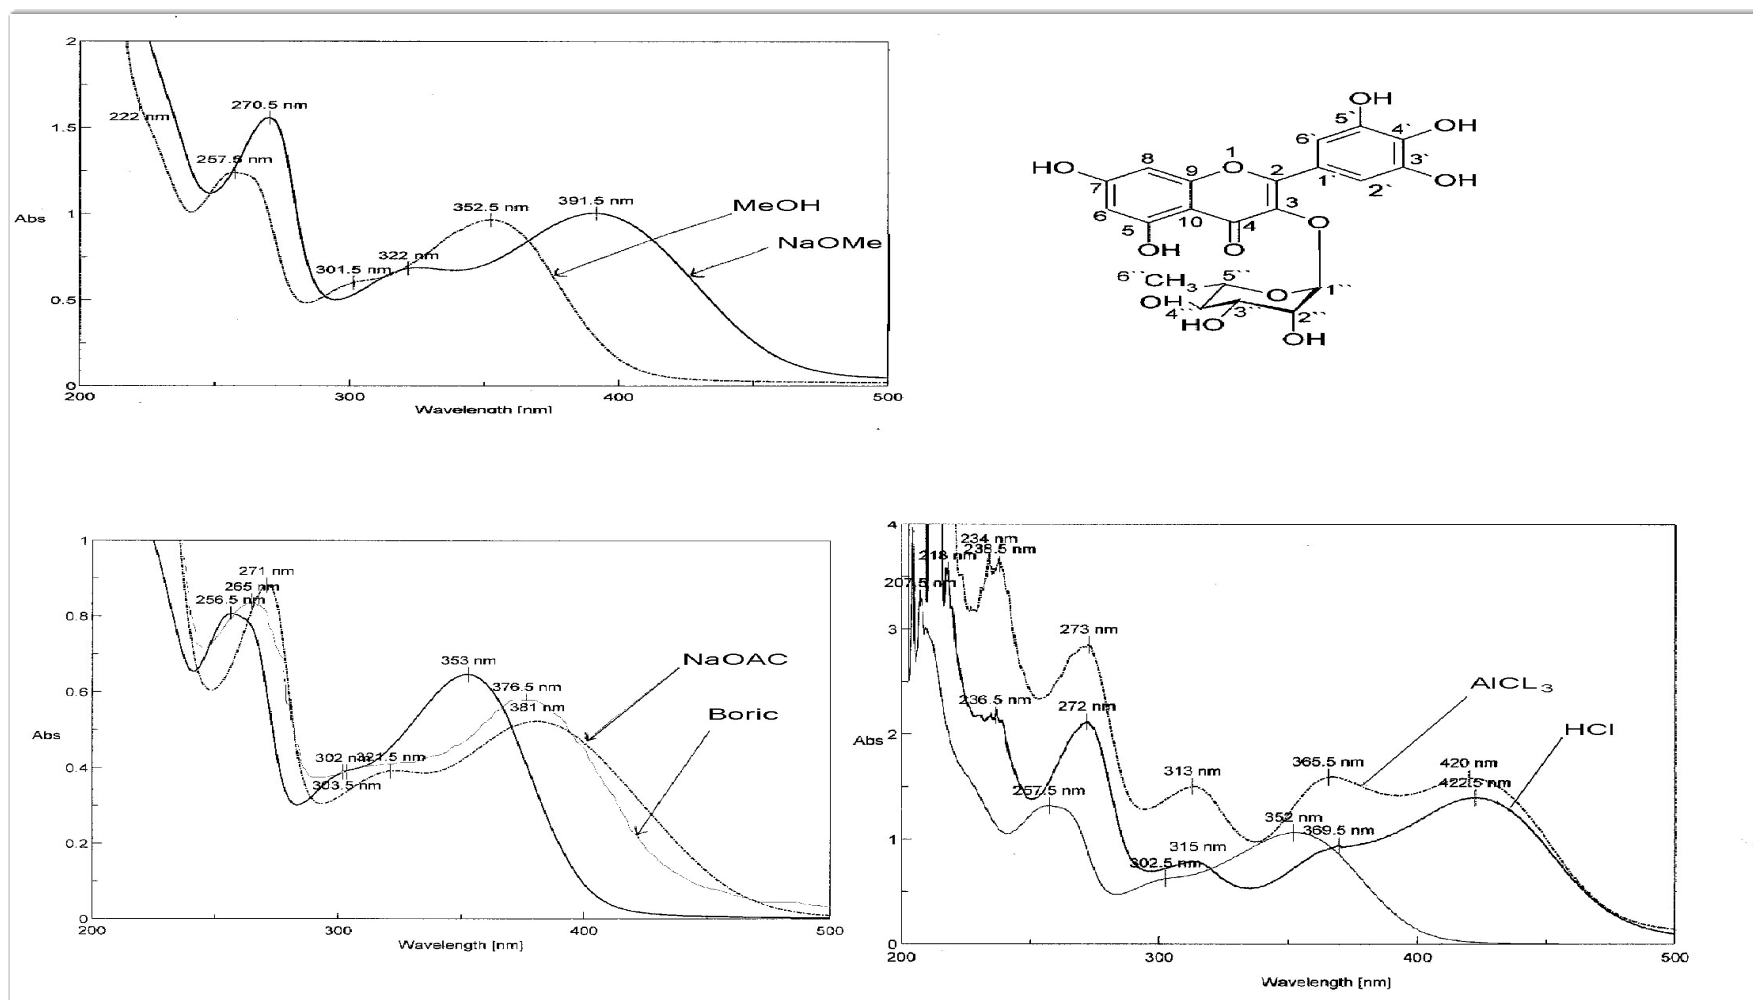 2
270.5 nm
222 nm
1.5
257.5 nm
391.5 nm
352.5 nm
MeOH
1
Abs
NaOMe
322 nm
301.5 nm
0.5
0
200
300
400
500
Wavelength [nm]
OH
5`
4`
OH
6`
3`
OH
1`
2`
HO
8
9
O
1
2
7
6
10
3
5
4
O
OH
O
6``
CH3
5``
O
1``
OH
4``
HO
3``
2``
OH
1
271 nm
265 nm
256.5 nm
0.8
353 nm
NaOAC
376.5 nm
381 nm
Boric
0.6
Abs
302 nm
321.5 nm
303.5 nm
0.4
0.2
0
200
300
400
500
Wavelength [nm]
4
234 nm
238.5 nm
218 nm
207.5 nm
3
273 nm
AlCL3
236.5 nm
272 nm
2
HCl
Abs
365.5 nm
420 nm
313 nm
422.5 nm
257.5 nm
352 nm
369.5 nm
1
315 nm
302.5 nm
0
200
300
400
500
Wavelength [nm]